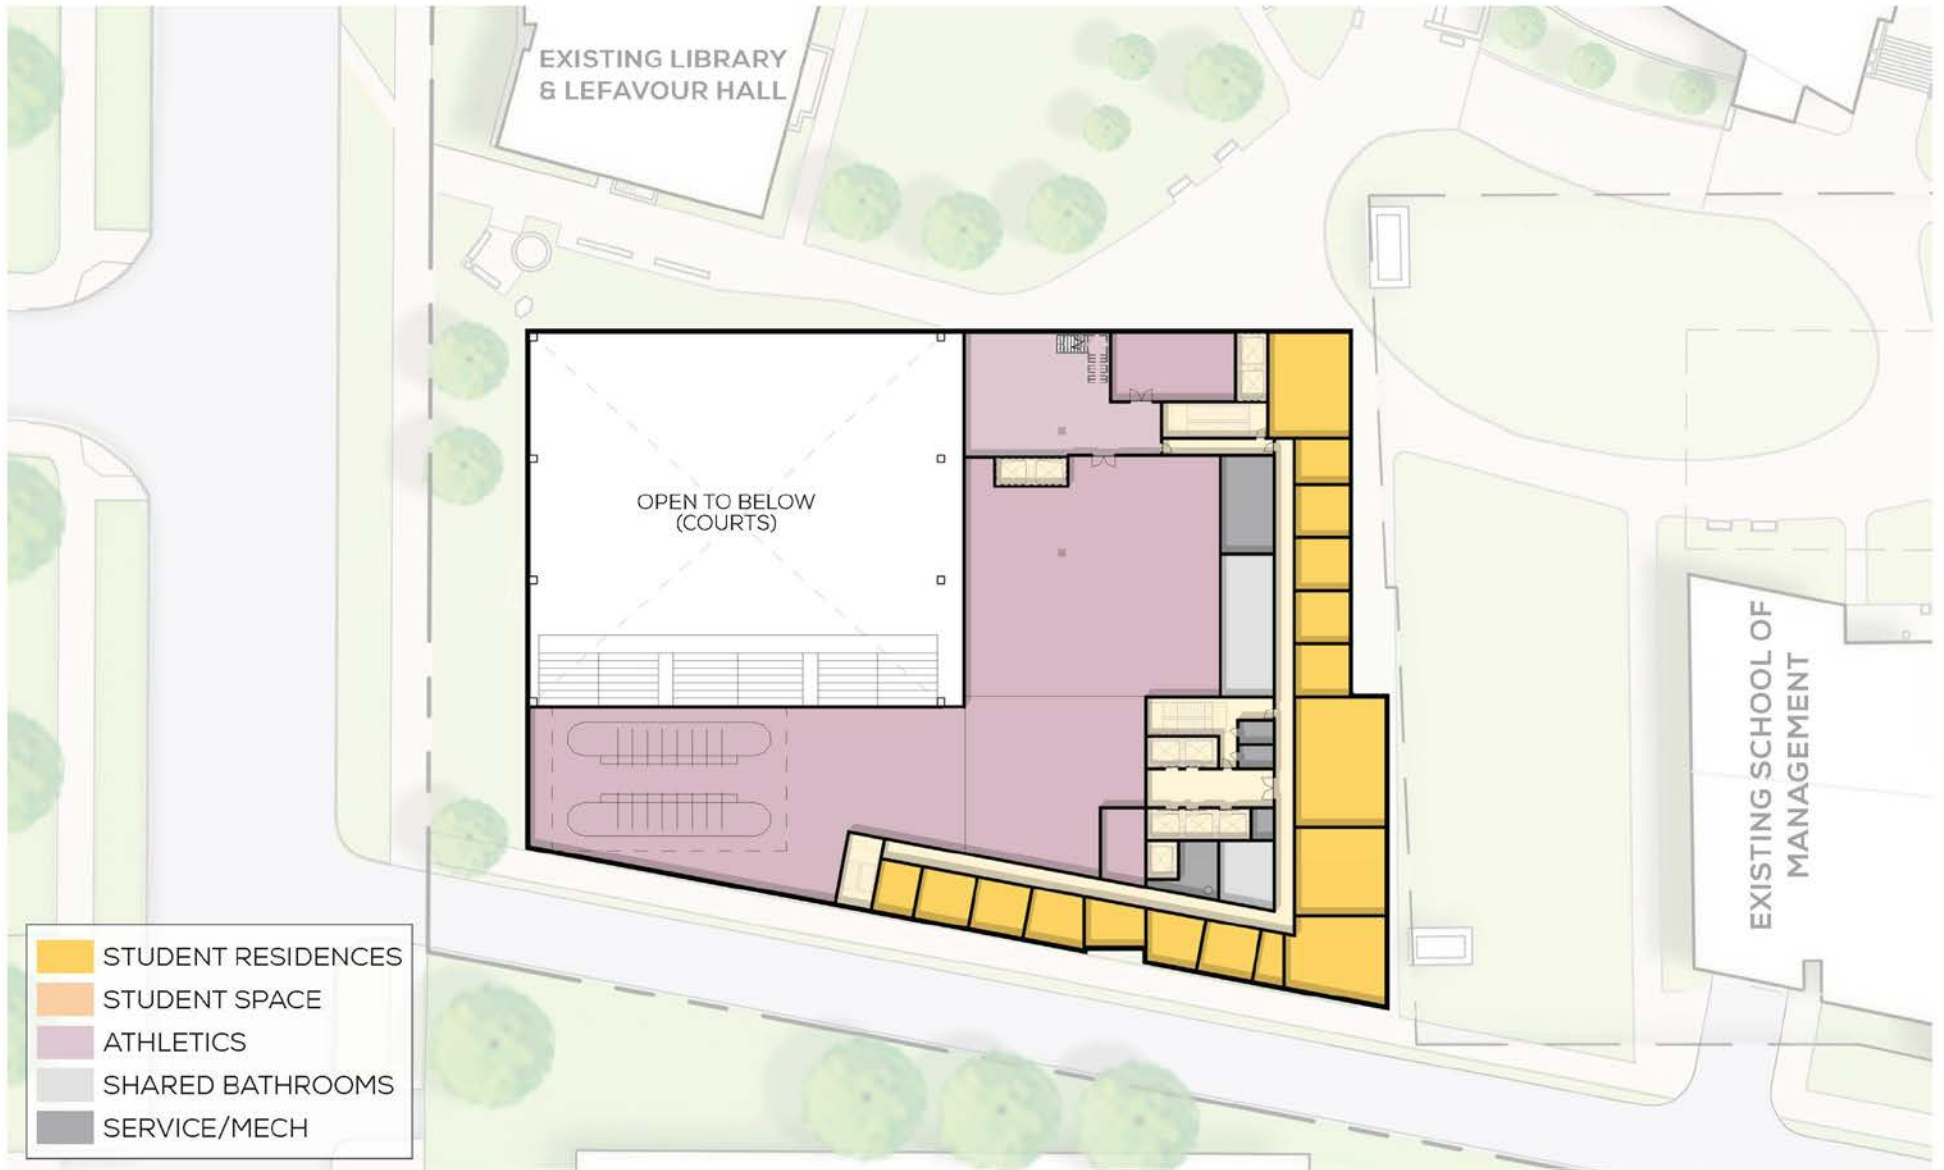 EXISTING LIBRARY
& LEFAVOUR HALL
OPEN TO BELOW
(COURTS)
EXISTING SCHOOL OF
MANAGEMENT
STUDENT RESIDENCES
STUDENT SPACE
ATHLETICS
SHARED BATHROOMS
SERVICE/MECH